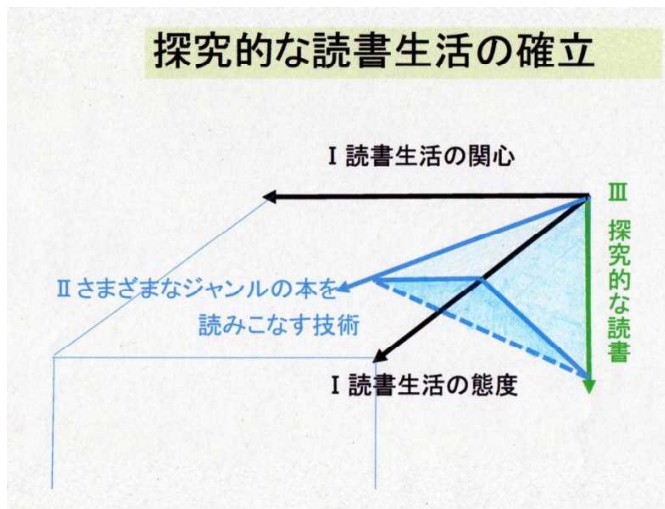 探究的な読書生活の確立
Ⅰ 読書生活の関心
Ⅲ 探究的な読書
Ⅱさまざまなジャンルの本を
読みこなす技術
Ⅰ 読書生活の態度